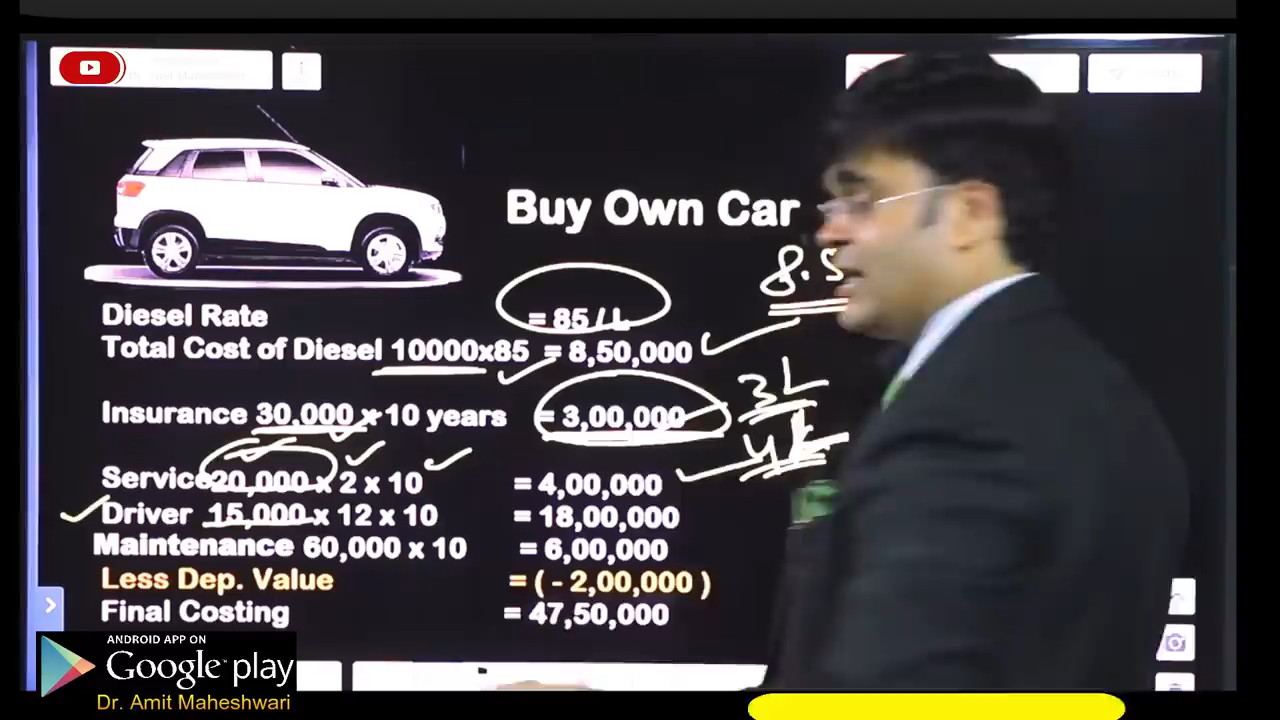 Buy Own Car
8.5
Diesel Rate = 85 / L
Total Cost of Diesel 10000x85 = 8,50,000
3L
Insurance 30,000 x 10 years = 3,00,000
4L
Service 20,000 x 2 x 10 = 4,00,000
Driver 15,000 x 12 x 10 = 18,00,000
Maintenance 60,000 x 10 = 6,00,000
Less Dep. Value = ( - 2,00,000 )
Final Costing = 47,50,000
ANDROID APP ON
Google play
Dr. Amit Maheshwari